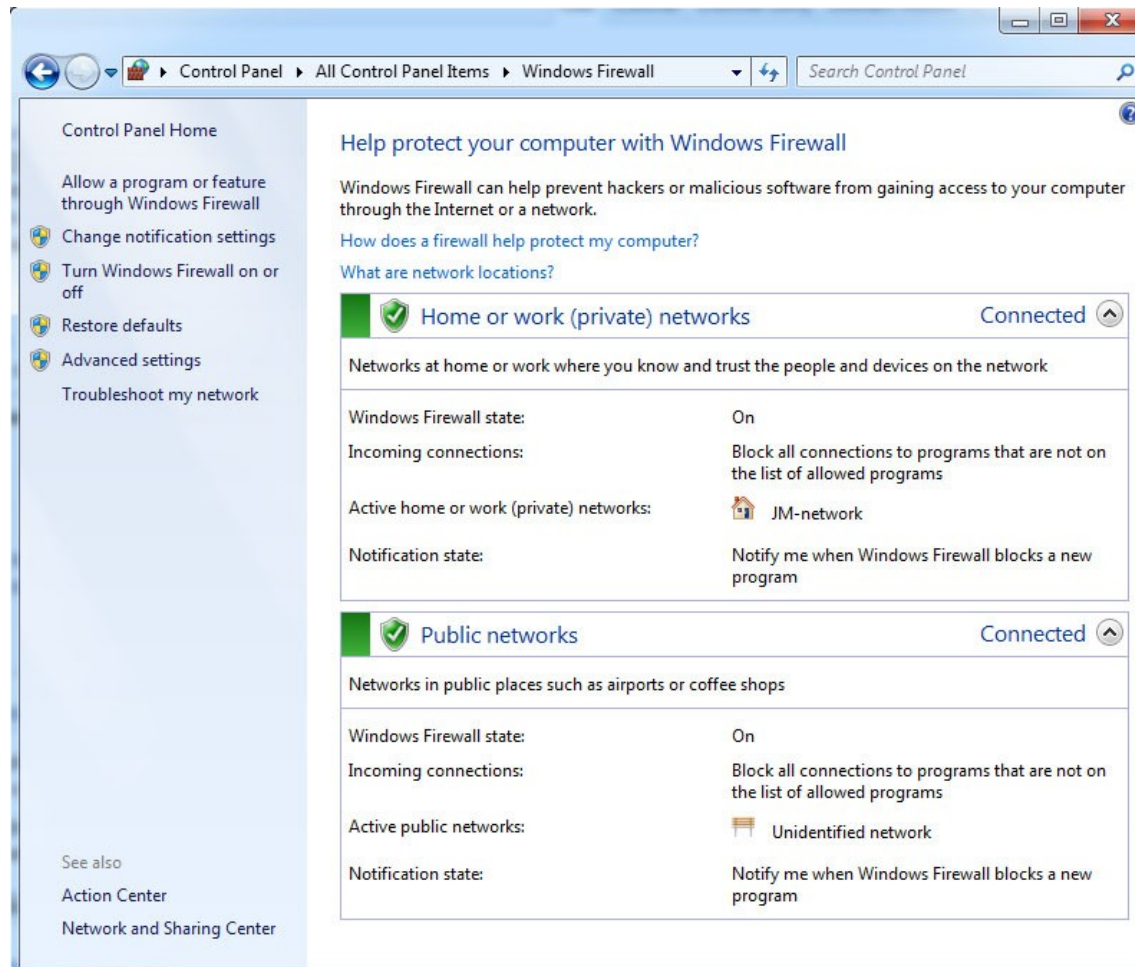 Control Panel ▸ All Control Panel Items ▸ Windows Firewall
Search Control Panel
Control Panel Home
Allow a program or feature
through Windows Firewall
Change notification settings
Turn Windows Firewall on or
off
Restore defaults
Advanced settings
Troubleshoot my network
See also
Action Center
Network and Sharing Center
Help protect your computer with Windows Firewall
Windows Firewall can help prevent hackers or malicious software from gaining access to your computer
through the Internet or a network.
How does a firewall help protect my computer?
What are network locations?
Home or work (private) networks Connected
Networks at home or work where you know and trust the people and devices on the network
Windows Firewall state: On
Incoming connections: Block all connections to programs that are not on
the list of allowed programs
Active home or work (private) networks: JM-network
Notification state: Notify me when Windows Firewall blocks a new
program
Public networks Connected
Networks in public places such as airports or coffee shops
Windows Firewall state: On
Incoming connections: Block all connections to programs that are not on
the list of allowed programs
Active public networks: Unidentified network
Notification state: Notify me when Windows Firewall blocks a new
program